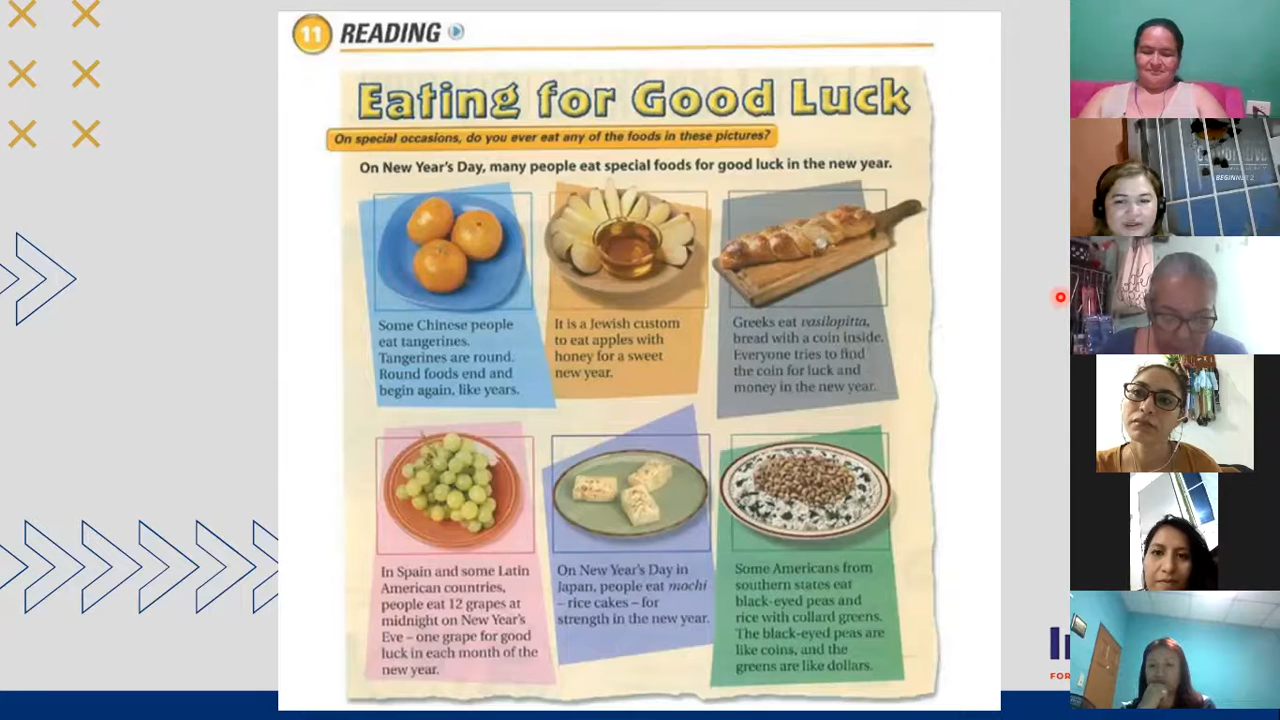 11 READING
Eating for Good Luck
On special occasions, do you ever eat any of the foods in these pictures?
On New Year's Day, many people eat special foods for good luck in the new year.
Some Chinese people
eat tangerines.
Tangerines are round.
Round foods end and
begin again, like years.
It is a Jewish custom
to eat apples with
honey for a sweet
new year.
Greeks eat vasilopitta,
bread with a coin inside.
Everyone tries to find
the coin for luck and
money in the new year.
In Spain and some Latin
American countries,
people eat 12 grapes at
midnight on New Year's
Eve – one grape for good
luck in each month of the
new year.
On New Year's Day in
Japan, people eat mochi
– rice cakes – for
strength in the new year.
Some Americans from
southern states eat
black-eyed peas and
rice with collard greens.
The black-eyed peas are
like coins, and the
greens are like dollars.
BEGINNER 2
FOR